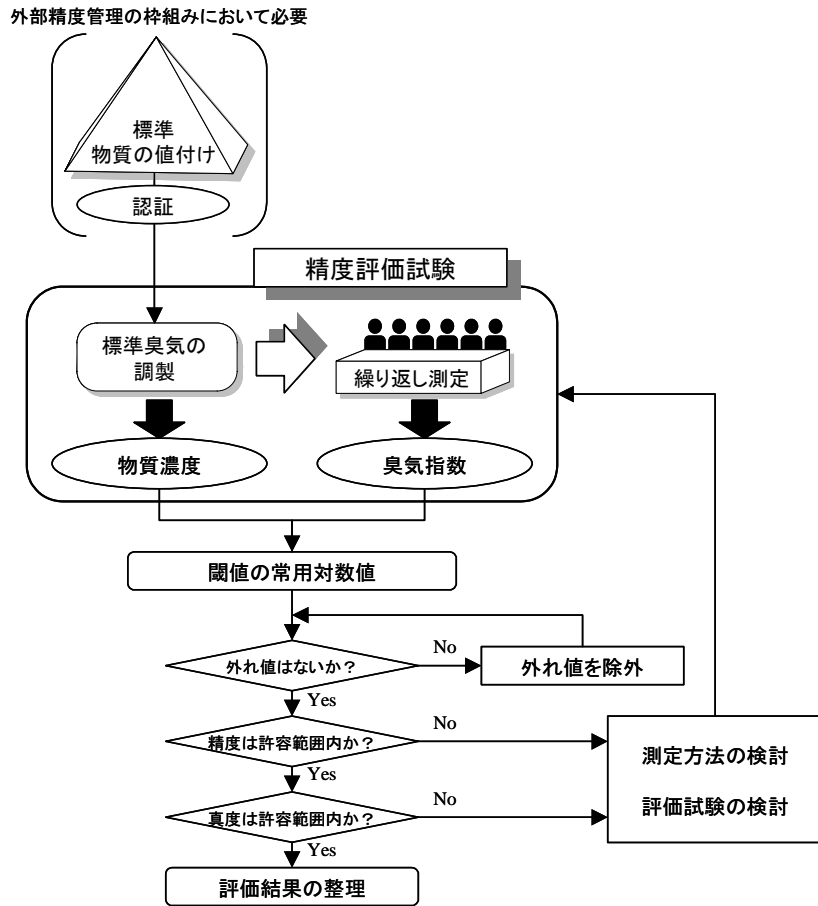 外部精度管理の枠組みにおいて必要
標準
物質の値付け
認証
精度評価試験
標準臭気の
調製
繰り返し測定
物質濃度
臭気指数
閾値の常用対数値
外れ値はないか？
No
外れ値を除外
Yes
精度は許容範囲内か？
No
測定方法の検討
評価試験の検討
Yes
真度は許容範囲内か？
No
Yes
評価結果の整理